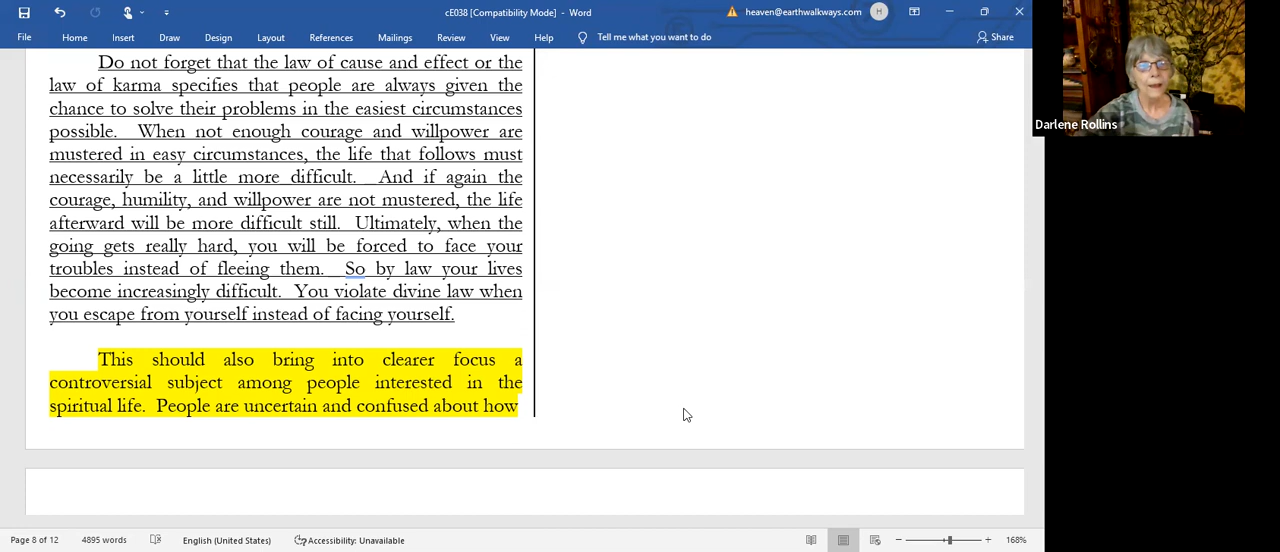 cE038 [Compatibility Mode] - Word
heaven@earthwalkways.com
H
File Home Insert Draw Design Layout References Mailings Review View Help Tell me what you want to do Share
Do not forget that the law of cause and effect or the
law of karma specifies that people are always given the
chance to solve their problems in the easiest circumstances
possible. When not enough courage and willpower are
mustered in easy circumstances, the life that follows must
necessarily be a little more difficult. And if again the
courage, humility, and willpower are not mustered, the life
afterward will be more difficult still. Ultimately, when the
going gets really hard, you will be forced to face your
troubles instead of fleeing them. So by law your lives
become increasingly difficult. You violate divine law when
you escape from yourself instead of facing yourself.
This should also bring into clearer focus a
controversial subject among people interested in the
spiritual life. People are uncertain and confused about how
Darlene Rollins
Page 8 of 12 4895 words English (United States) Accessibility: Unavailable 168%